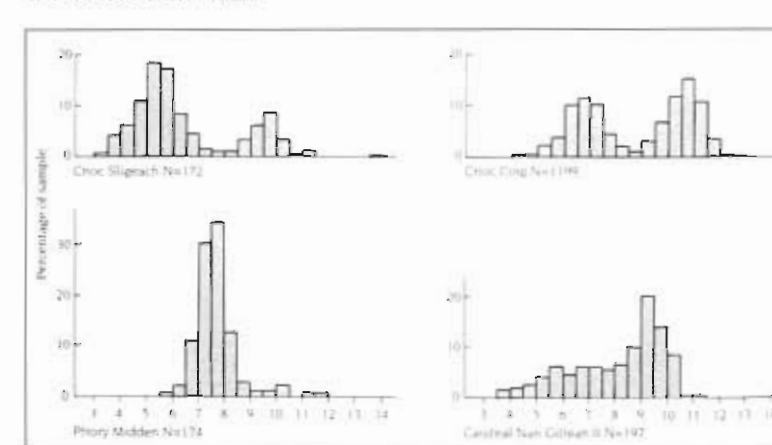 Percentage of sample
20
10
0
Cnoc Sligeach N=172
20
10
0
Cnoc Coig N=1199
30
20
10
0
3 4 5 6 7 8 9 10 11 12 13 14
Priory Midden N=174
20
10
0
3 4 5 6 7 8 9 10 11 12 13 14
Caisteal Nan Gillean II N=197